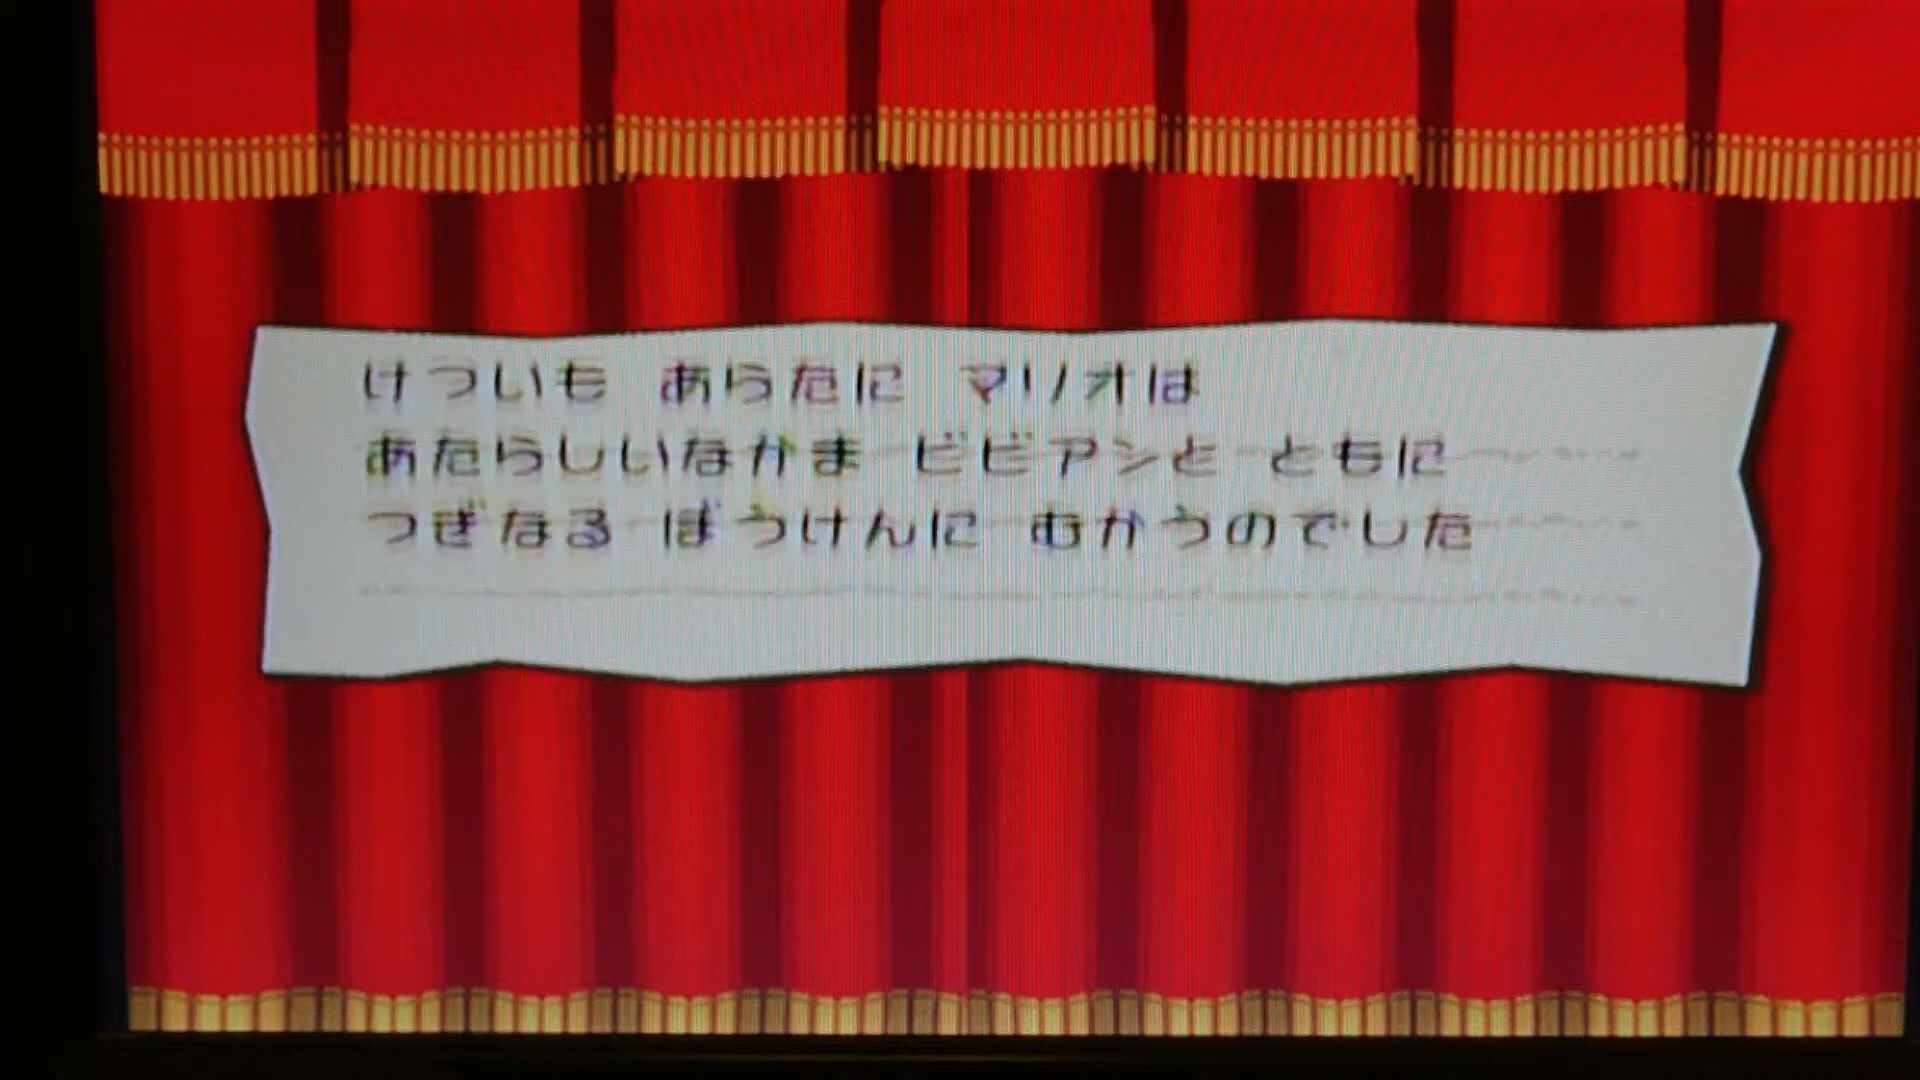 けついも あらたに マリオは
あたらしいなかま ビビアンと ともに
つぎなる ぼうけんに むかうのでした